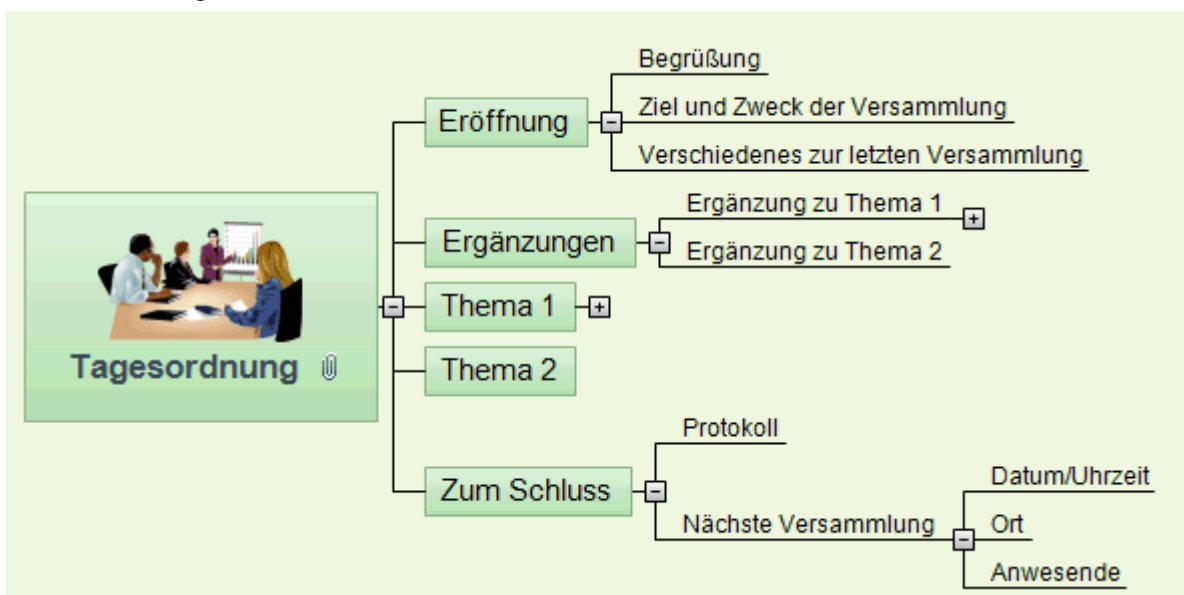 Begrüßung
Eröffnung
Ziel und Zweck der Versammlung
Verschiedenes zur letzten Versammlung
Ergänzungen
Ergänzung zu Thema 1
Ergänzung zu Thema 2
Thema 1
Tagesordnung
Thema 2
Protokoll
Zum Schluss
Nächste Versammlung
Datum/Uhrzeit
Ort
Anwesende